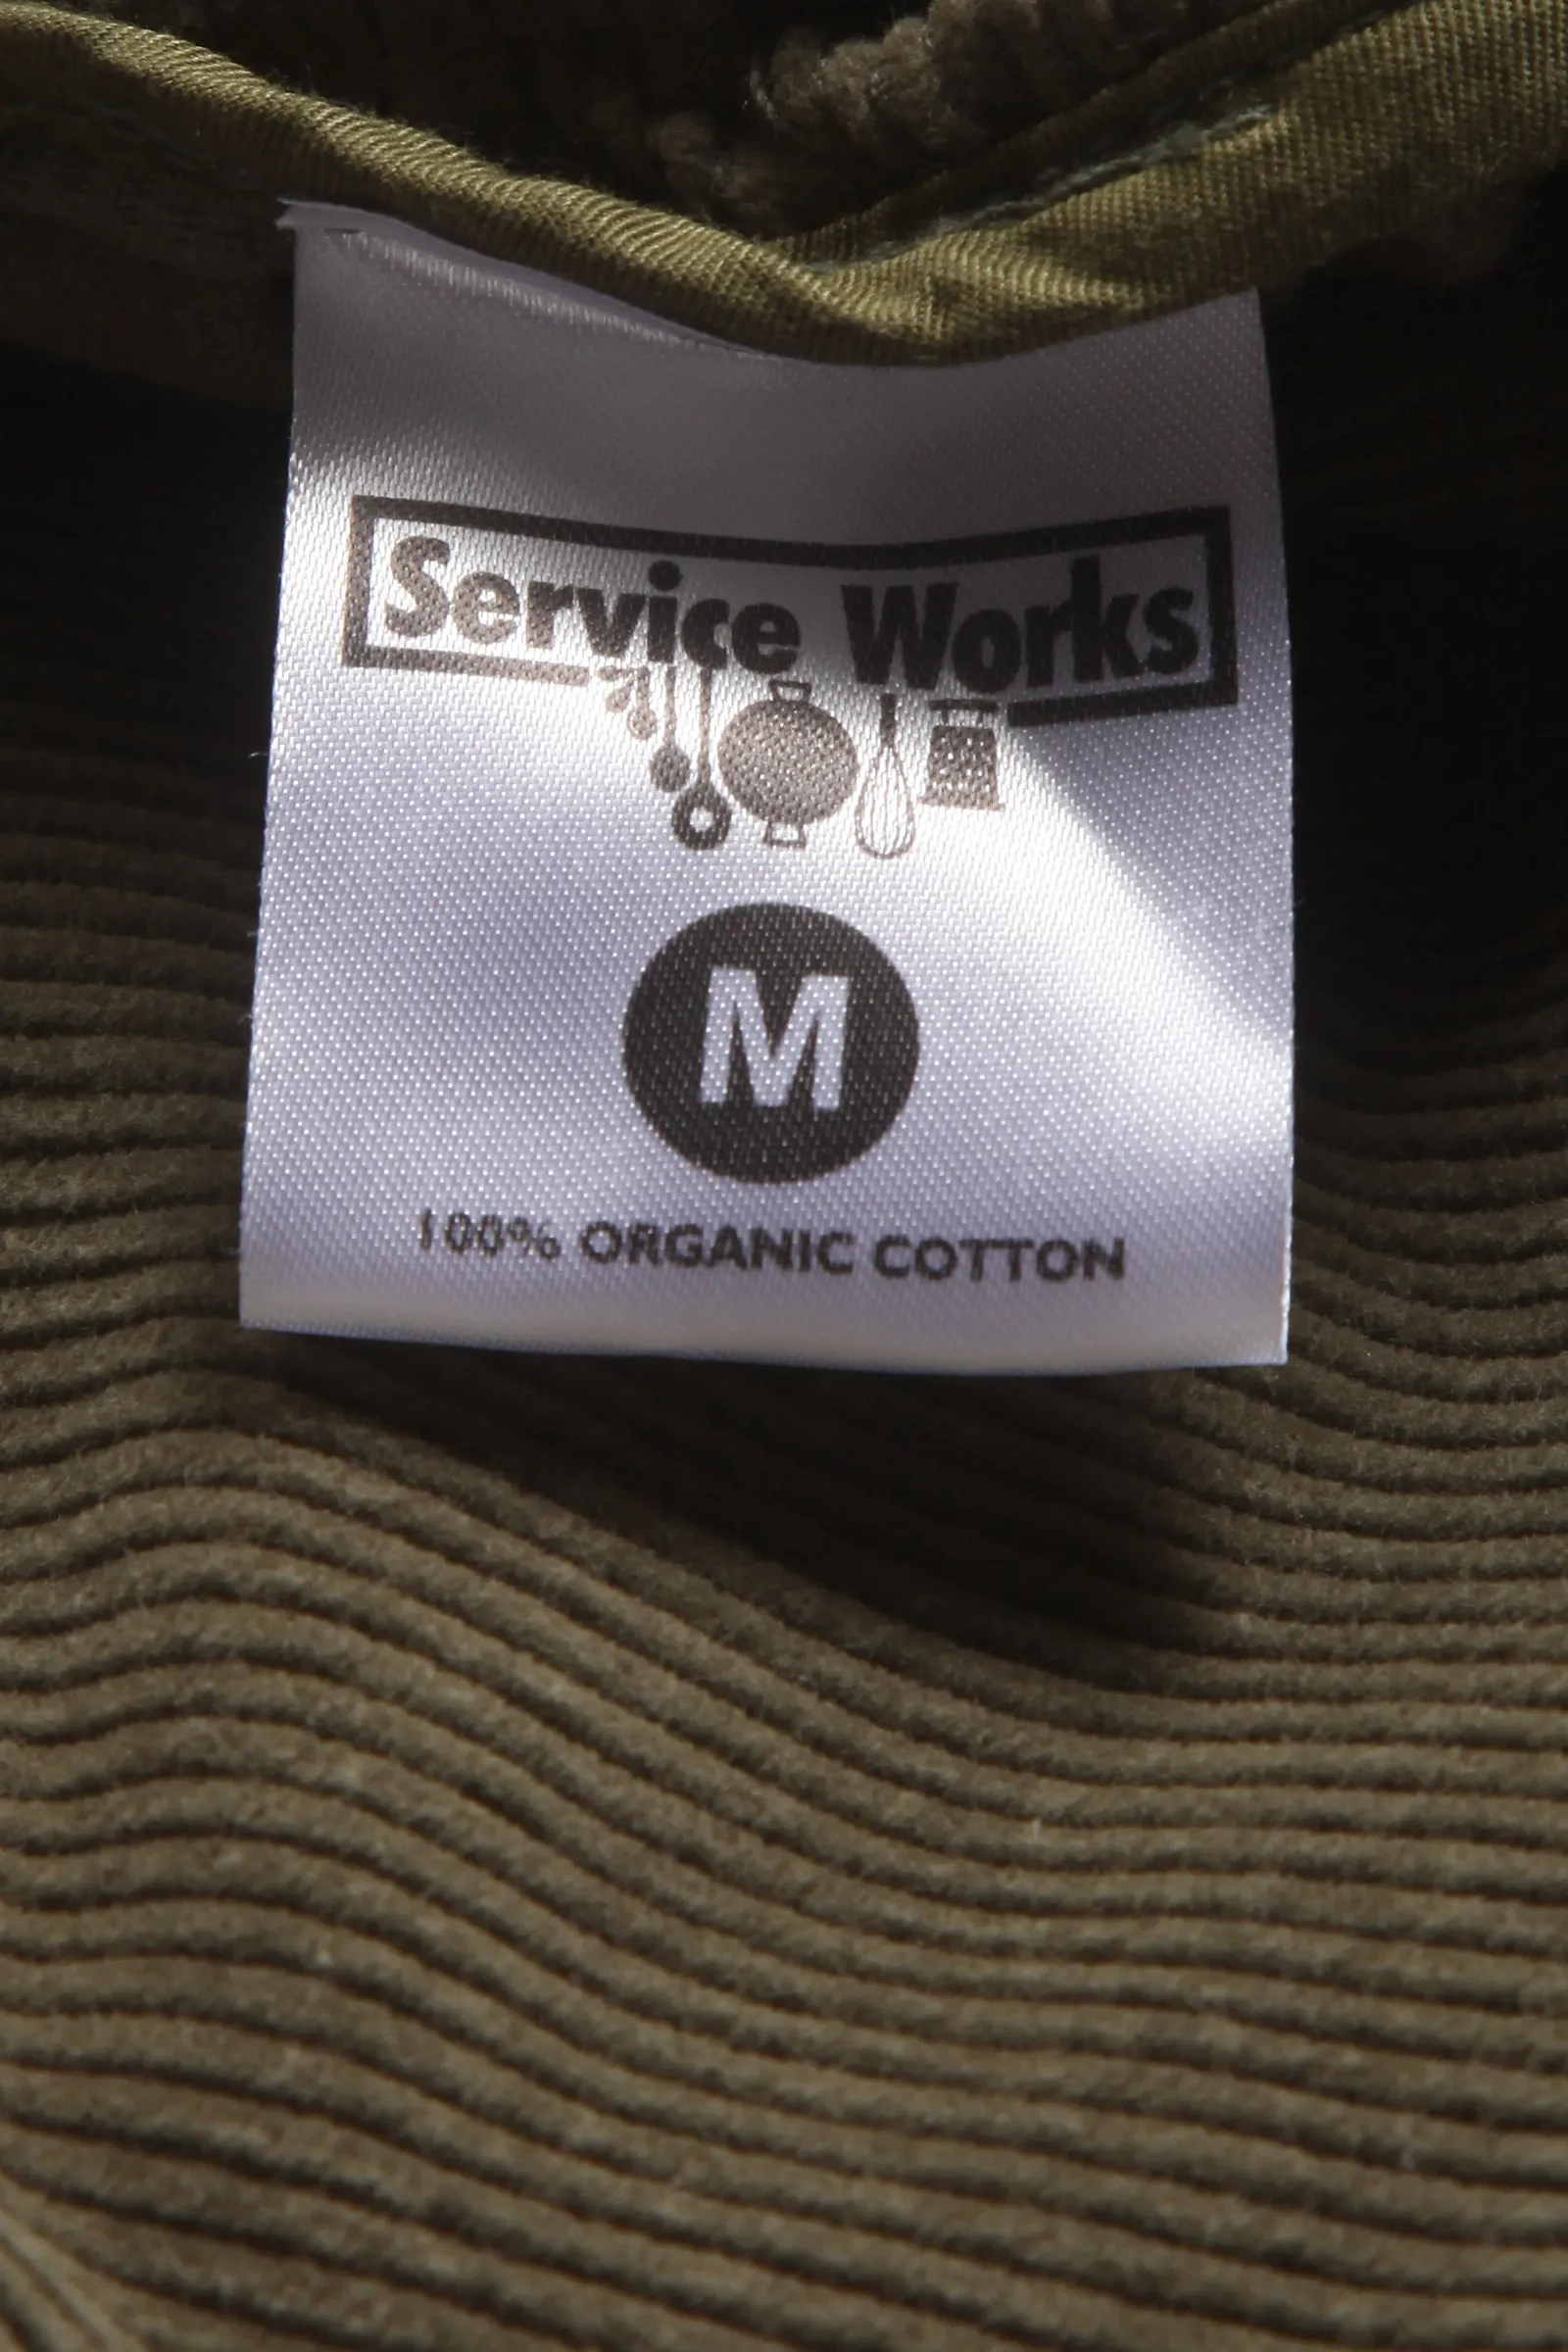 Service Works
M
100% ORGANIC COTTON